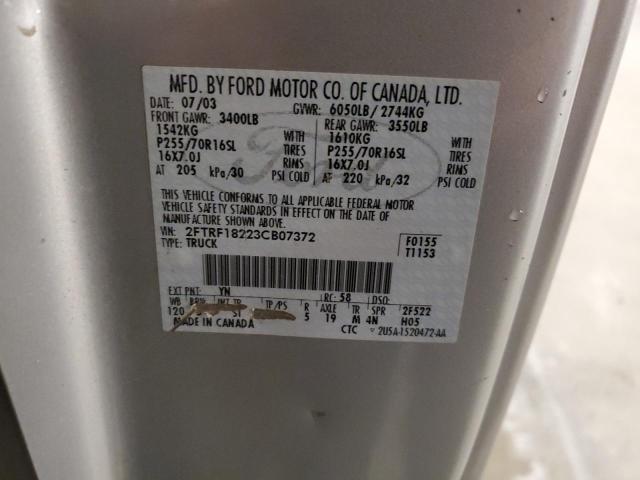 MFD. BY FORD MOTOR CO. OF CANADA, LTD.
DATE: 07/03 GVWR: 6050LB/ 2744KG
FRONT GAWR: 3400LB REAR GAWR: 3550LB
1542KG WITH 1610KG WITH
P255/70R16SL TIRES P255/70R16SL TIRES
16X7.0J RIMS 16X7.0J RIMS
AT 205 kPa/30 PSI COLD AT 220 kPa/32 PSI COLD
THIS VEHICLE CONFORMS TO ALL APPLICABLE FEDERAL MOTOR
VEHICLE SAFETY STANDARDS IN EFFECT ON THE DATE OF
MANUFACTURE SHOWN ABOVE.
VIN: 2FTRF18223CB07372 F0155
TYPE: TRUCK T1153
EXT PNT: YN RC: 58 DSO:
WB INT TR TP/PS R AXLE TR SPR 2F522
120 ST 5 19 M 4N H05
MADE IN CANADA CTC 2U5A-1520472-AA
Ford